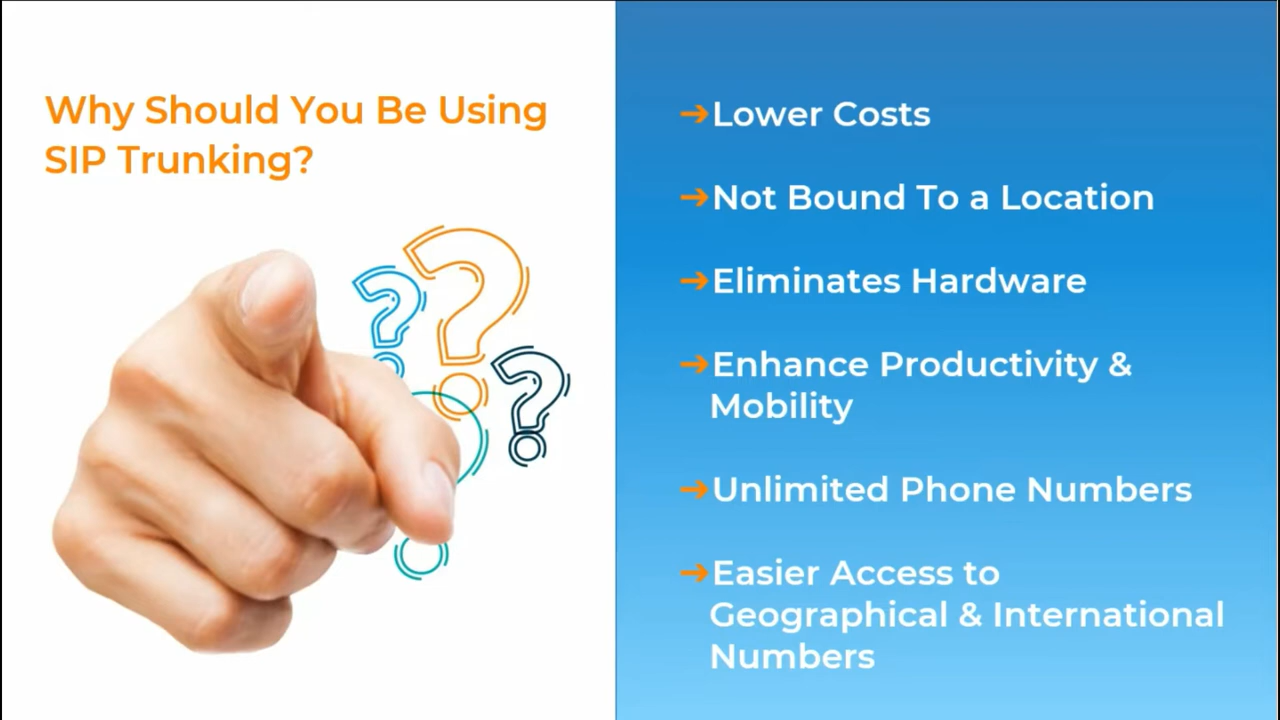 Why Should You Be Using
SIP Trunking?
➔Lower Costs
➔Not Bound To a Location
➔Eliminates Hardware
➔Enhance Productivity &
Mobility
➔Unlimited Phone Numbers
➔Easier Access to
Geographical & International
Numbers